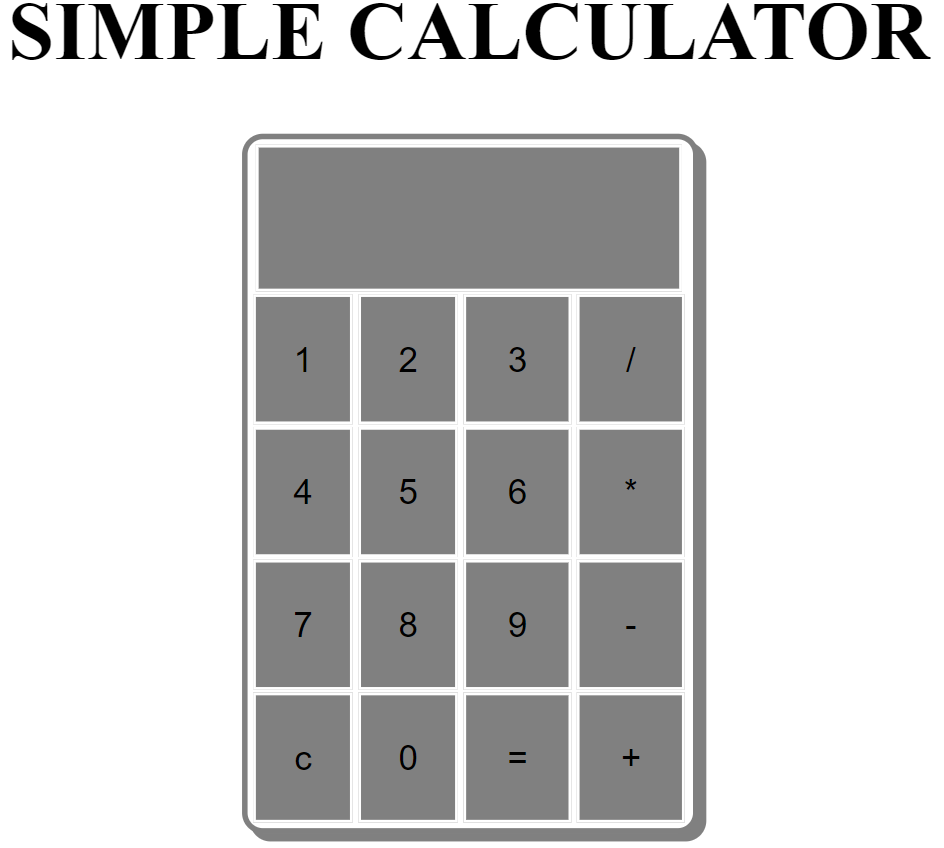 SIMPLE CALCULATOR
1 2 3 /
4 5 6 *
7 8 9 -
c 0 = +